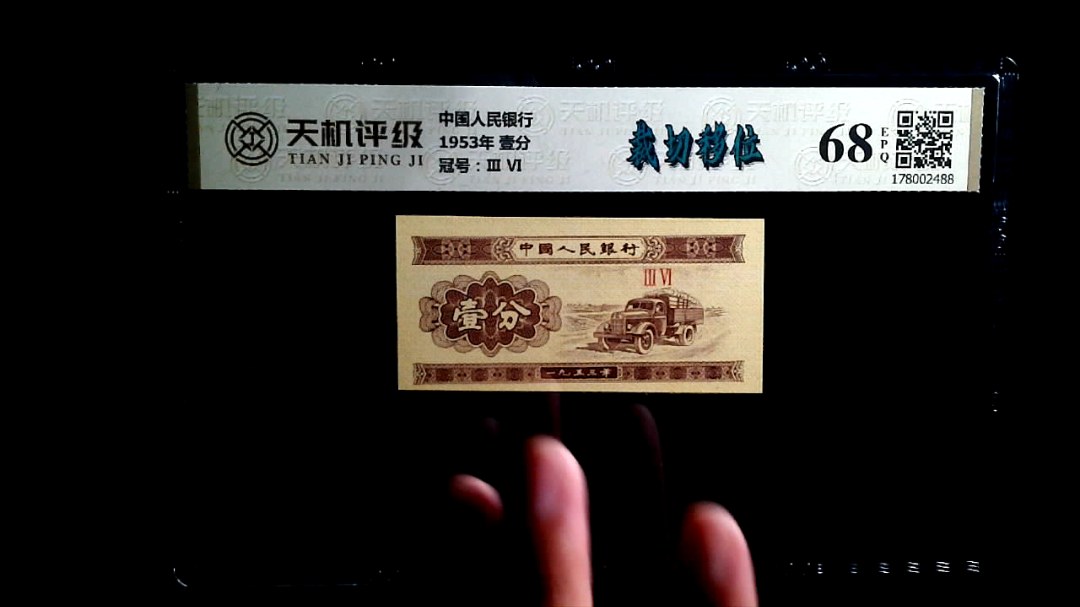 天机评级
TIAN JI PING JI
中国人民银行
1953年 壹分
冠号：Ⅲ Ⅵ
裁切移位
68
EPQ
178002488
中國人民銀行
Ⅲ Ⅵ
壹分
一九五三年